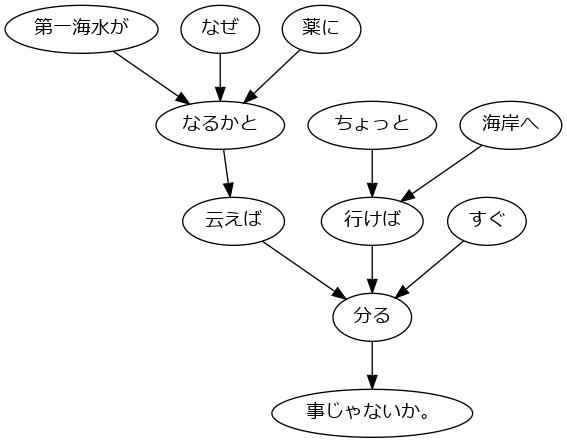 第一海水が
なぜ
薬に
なるかと
ちょっと
海岸へ
云えば
行けば
すぐ
分る
事じゃないか。